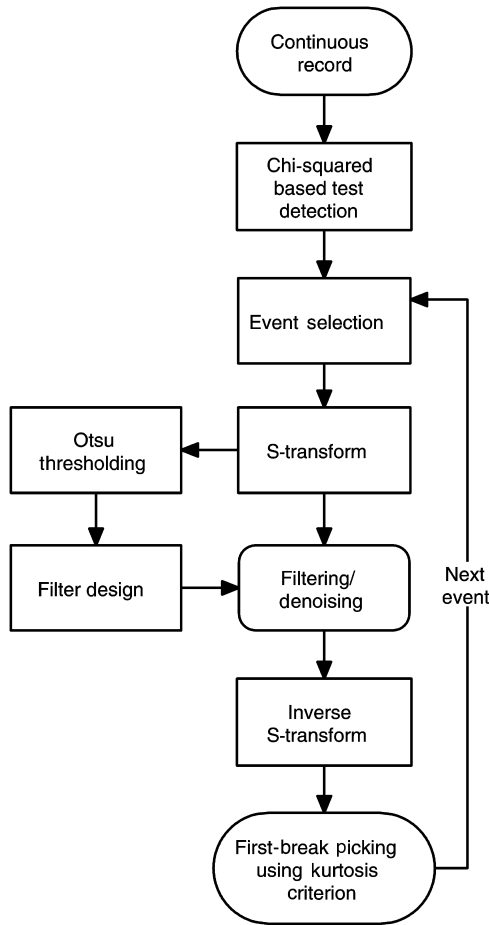 Continuous
record
Chi-squared
based test
detection
Event selection
Otsu
thresholding
S-transform
Filter design
Filtering/
denoising
Next
event
Inverse
S-transform
First-break picking
using kurtosis
criterion